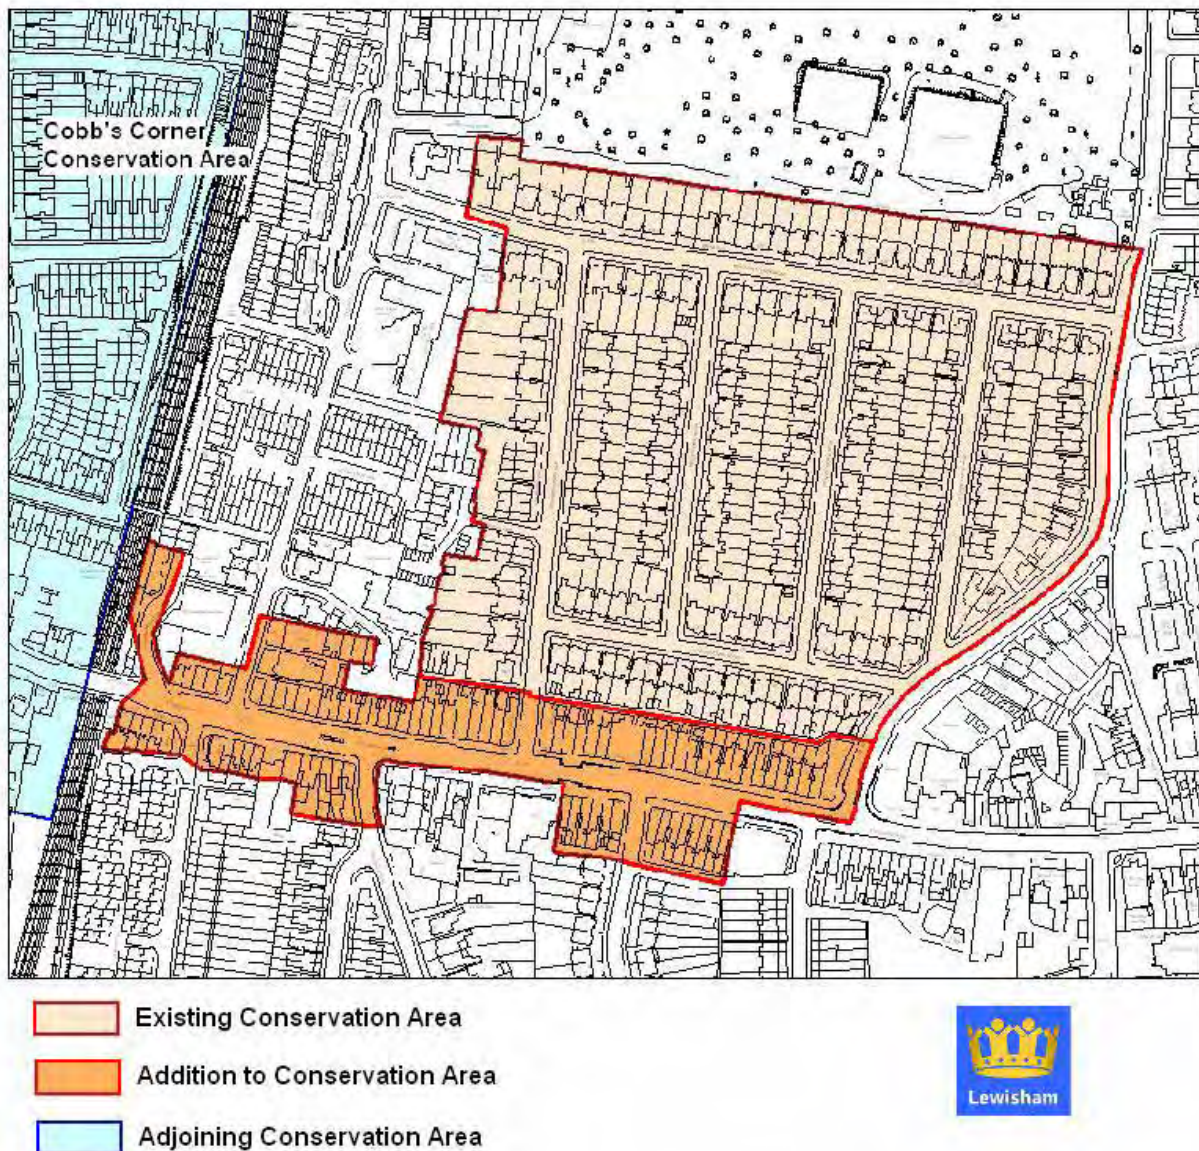 Cobb's Corner
Conservation Area
Existing Conservation Area
Addition to Conservation Area
Adjoining Conservation Area
Lewisham